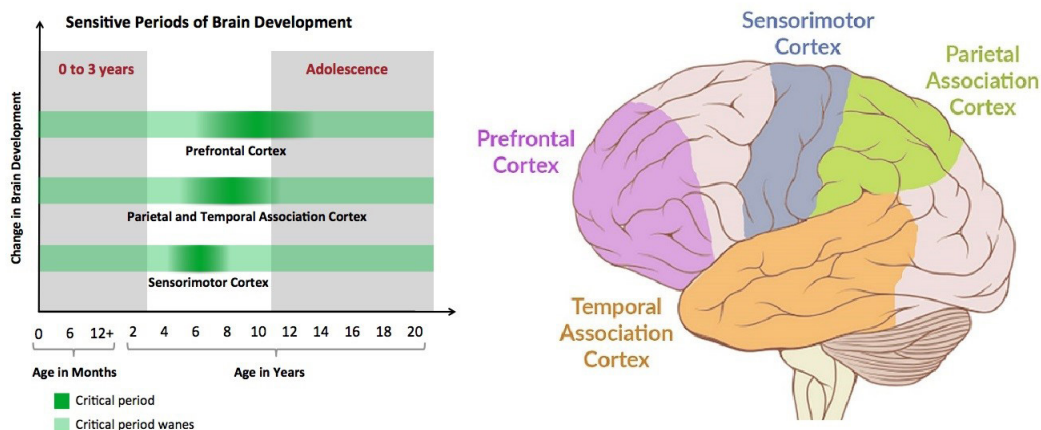 Sensitive Periods of Brain Development
Change in Brain Development
0 to 3 years
Adolescence
Prefrontal Cortex
Parietal and Temporal Association Cortex
Sensorimotor Cortex
0 6 12+ 2 4 6 8 10 12 14 16 18 20
Age in Months
Age in Years
Critical period
Critical period wanes
Sensorimotor
Cortex
Parietal
Association
Cortex
Prefrontal
Cortex
Temporal
Association
Cortex